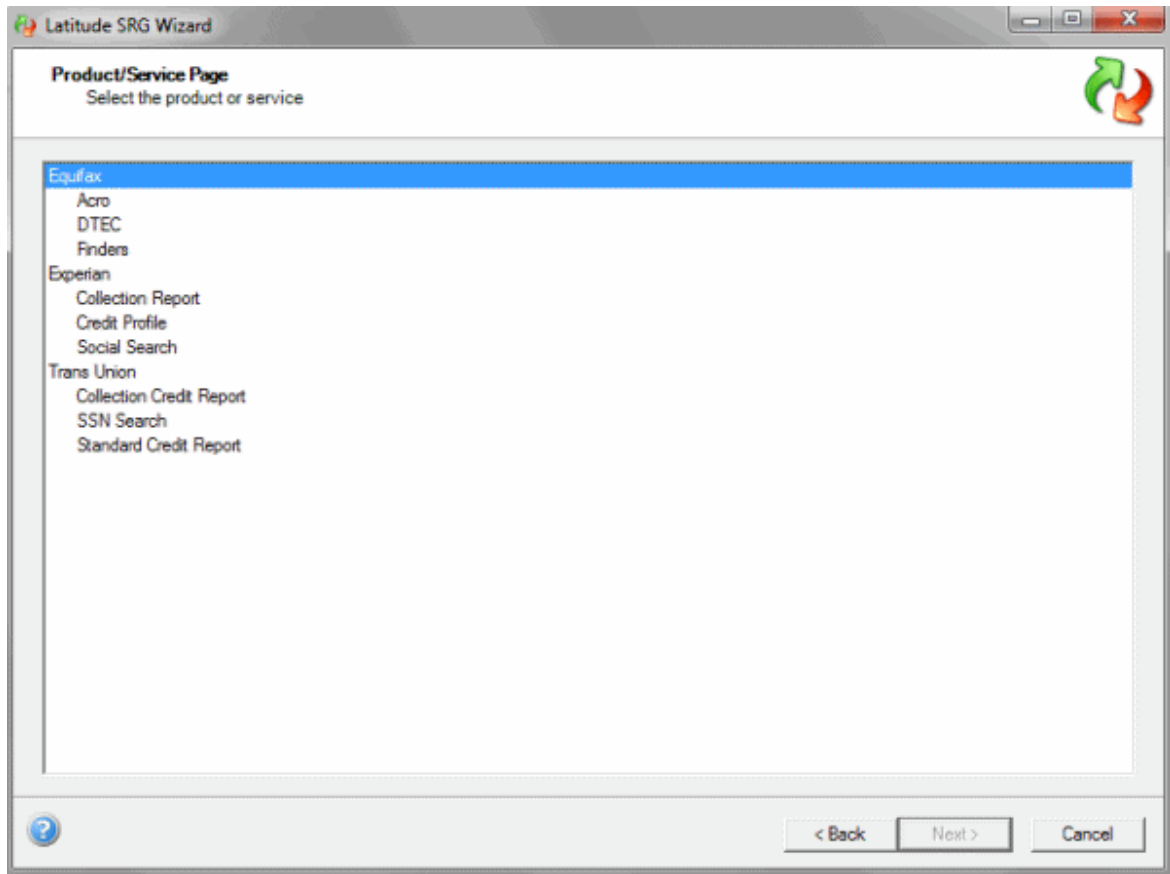 Latitude SRG Wizard
Product/Service Page
Select the product or service
Equifax
Acro
DTEC
Finders
Experian
Collection Report
Credit Profile
Social Search
Trans Union
Collection Credit Report
SSN Search
Standard Credit Report
?
< Back Next > Cancel